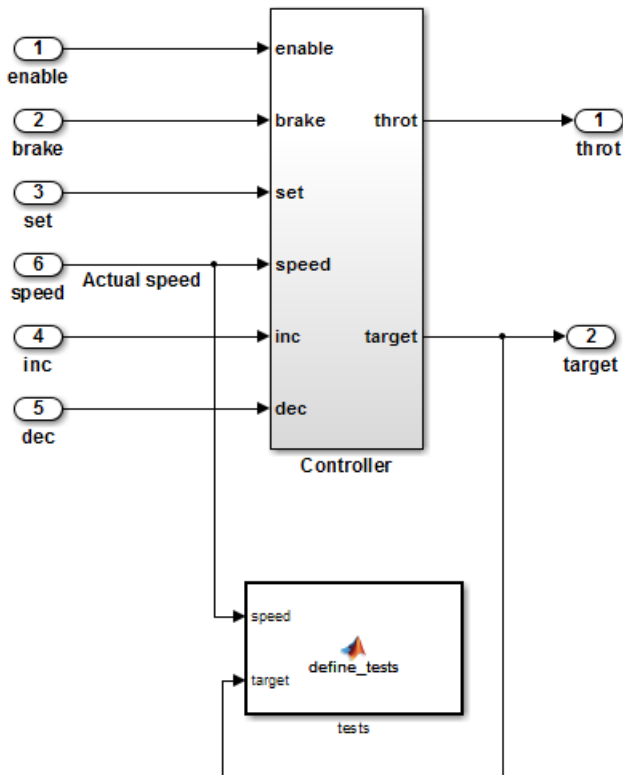 1
enable
enable
2
brake
brake
throt
1
throt
3
set
set
6
speed
Actual speed
speed
4
inc
inc
target
2
target
5
dec
dec
Controller
speed
define_tests
target
tests